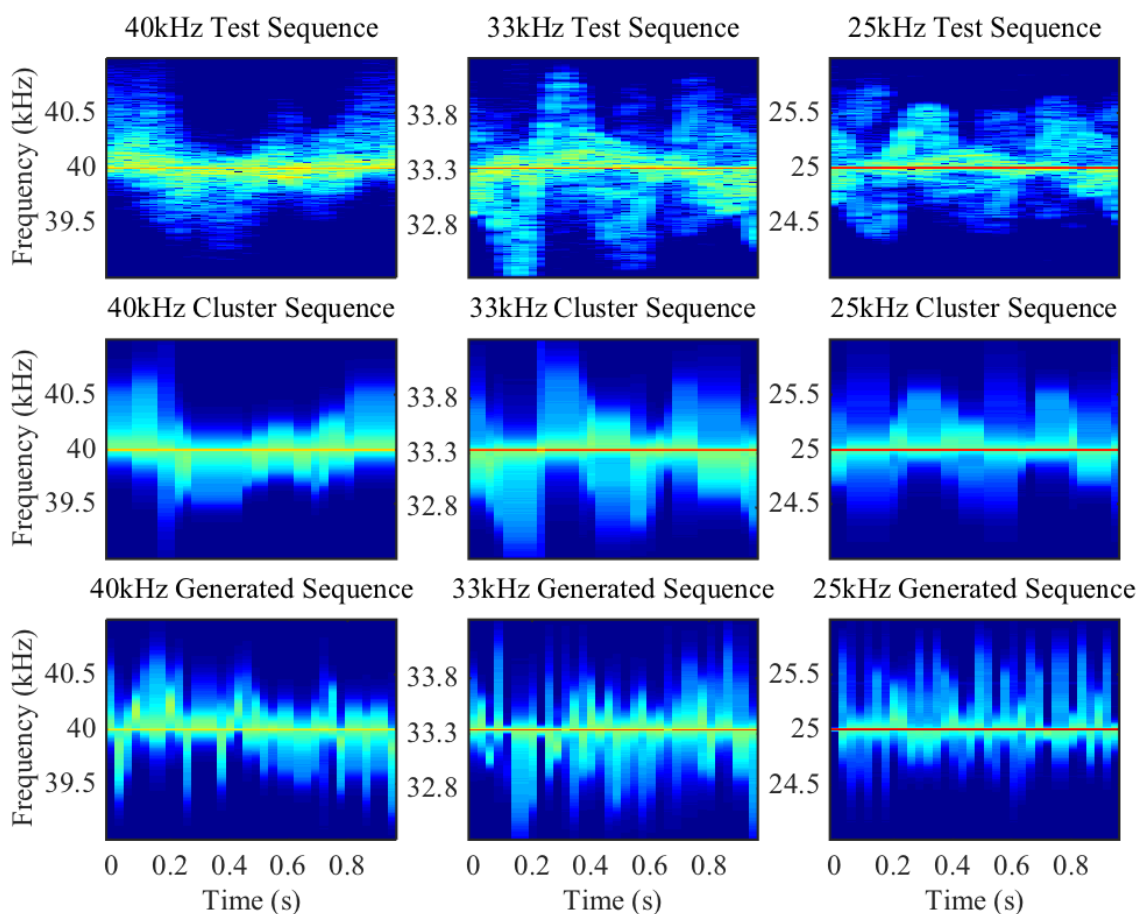 40kHz Test Sequence
33kHz Test Sequence
25kHz Test Sequence
Frequency (kHz)
40.5
40
39.5
33.8
33.3
32.8
25.5
25
24.5
40kHz Cluster Sequence
33kHz Cluster Sequence
25kHz Cluster Sequence
Frequency (kHz)
40.5
40
39.5
33.8
33.3
32.8
25.5
25
24.5
40kHz Generated Sequence
33kHz Generated Sequence
25kHz Generated Sequence
Frequency (kHz)
40.5
40
39.5
33.8
33.3
32.8
25.5
25
24.5
0 0.2 0.4 0.6 0.8
0 0.2 0.4 0.6 0.8
0 0.2 0.4 0.6 0.8
Time (s)
Time (s)
Time (s)